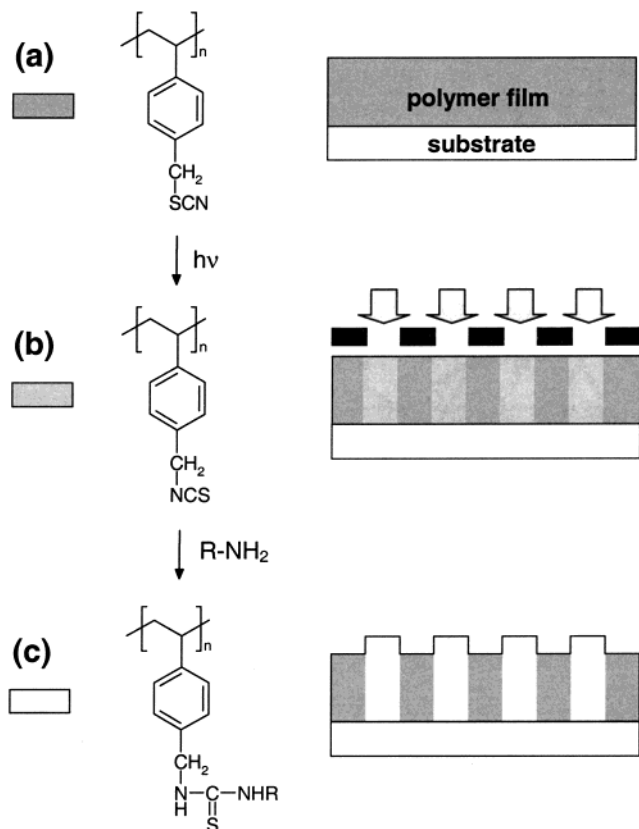 (a)
n
CH₂
SCN
polymer film
substrate
hν
(b)
n
CH₂
NCS
R-NH₂
(c)
n
CH₂
N—C—NHR
H
S